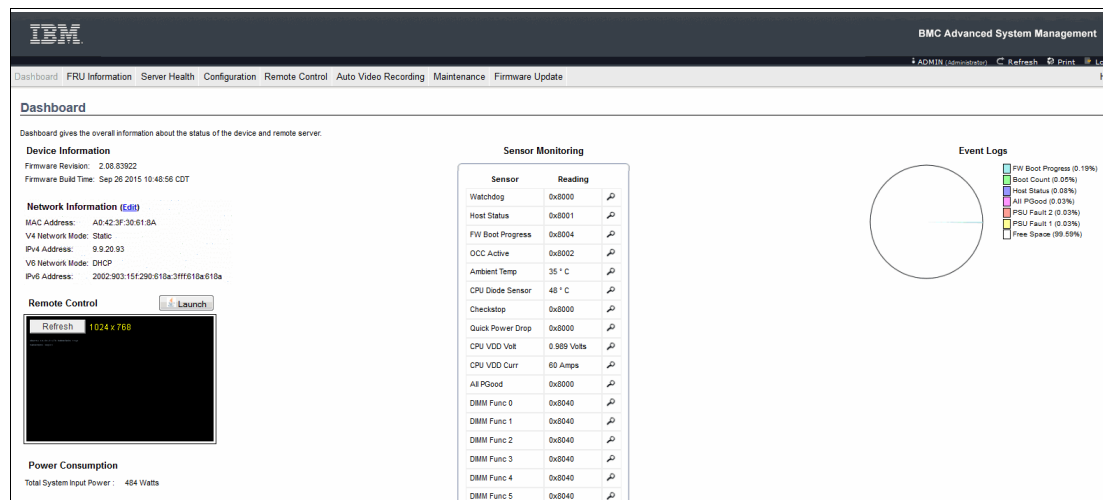 IBM.
BMC Advanced System Management
ADMIN (Administrator) Refresh Print
Dashboard FRU Information Server Health Configuration Remote Control Auto Video Recording Maintenance Firmware Update
Dashboard
Dashboard gives the overall information about the status of the device and remote server.
Device Information
Firmware Revision: 2.08.83922
Firmware Build Time: Sep 26 2015 10:48:56 CDT
Network Information (Edit)
MAC Address: A0:42:3F:30:61:8A
V4 Network Mode: Static
IPv4 Address: 9.9.20.93
V6 Network Mode: DHCP
IPv6 Address: 2002:903:15f:290:618a:3fff:618a:618a
Remote Control Launch
Refresh 1024 x 768
Power Consumption
Total System Input Power : 484 Watts
Sensor Monitoring
Sensor Reading
Watchdog 0x8000
Host Status 0x8001
FW Boot Progress 0x8004
OCC Active 0x8002
Ambient Temp 35 ° C
CPU Diode Sensor 48 ° C
Checkstop 0x8000
Quick Power Drop 0x8000
CPU VDD Volt 0.989 Volts
CPU VDD Curr 60 Amps
All PGood 0x8000
DIMM Func 0 0x8040
DIMM Func 1 0x8040
DIMM Func 2 0x8040
DIMM Func 3 0x8040
DIMM Func 4 0x8040
DIMM Func 5 0x8040
Event Logs
FW Boot Progress (0.19%)
Boot Count (0.05%)
Host Status (0.08%)
All PGood (0.03%)
PSU Fault 2 (0.03%)
PSU Fault 1 (0.03%)
Free Space (99.59%)